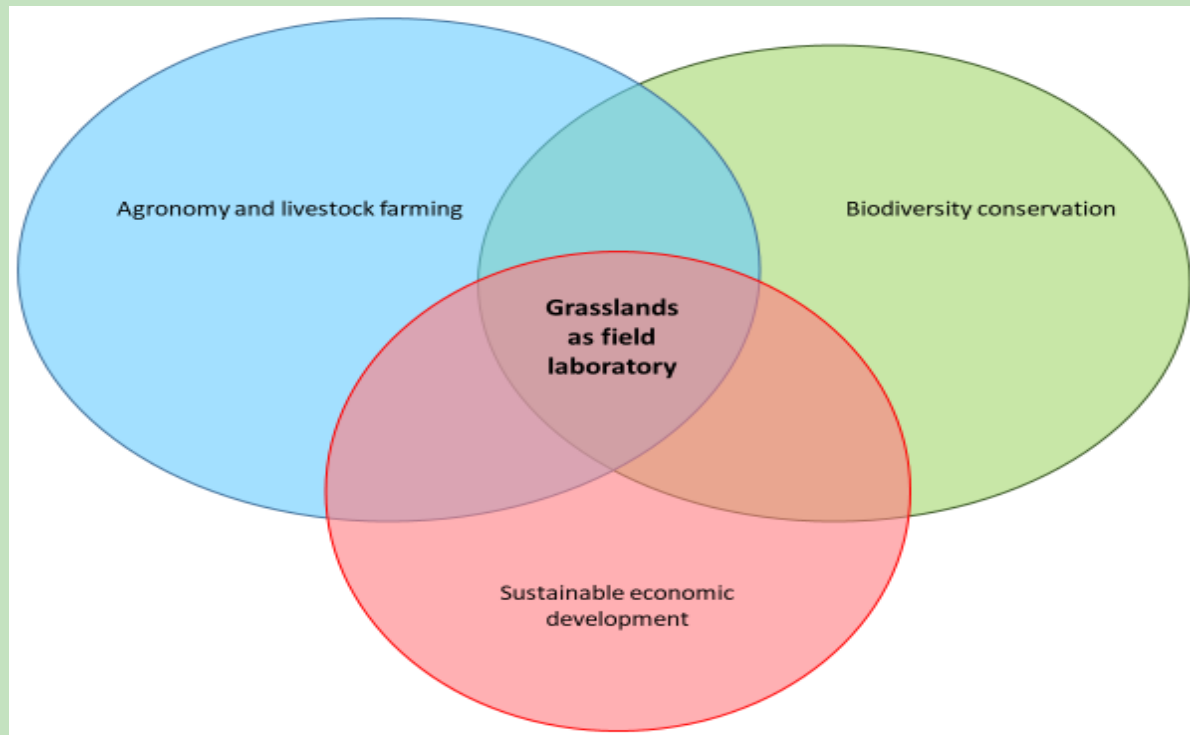 Agronomy and livestock farming
Biodiversity conservation
Grasslands
as field
laboratory
Sustainable economic
development